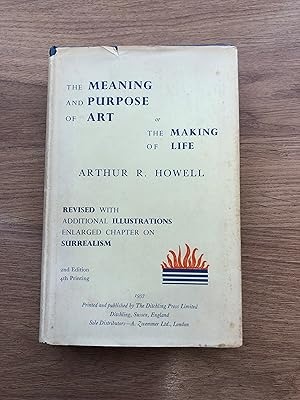 THE MEANING
AND PURPOSE
OF ART or
THE MAKING
OF LIFE
ARTHUR R. HOWELL
REVISED WITH
ADDITIONAL ILLUSTRATIONS
ENLARGED CHAPTER ON
SURREALISM
2nd Edition
4th Printing
1957
Printed and published by The Ditchling Press Limited
Ditchling, Sussex, England
Sole Distributors—A. Zwemmer Ltd., London